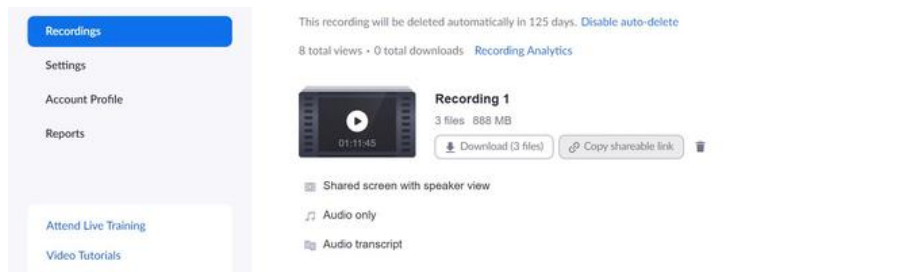 Recordings
Settings
Account Profile
Reports
Attend Live Training
Video Tutorials
This recording will be deleted automatically in 125 days. Disable auto-delete
8 total views • 0 total downloads Recording Analytics
01:11:45
Recording 1
3 files 888 MB
Download (3 files) Copy shareable link
Shared screen with speaker view
Audio only
Audio transcript